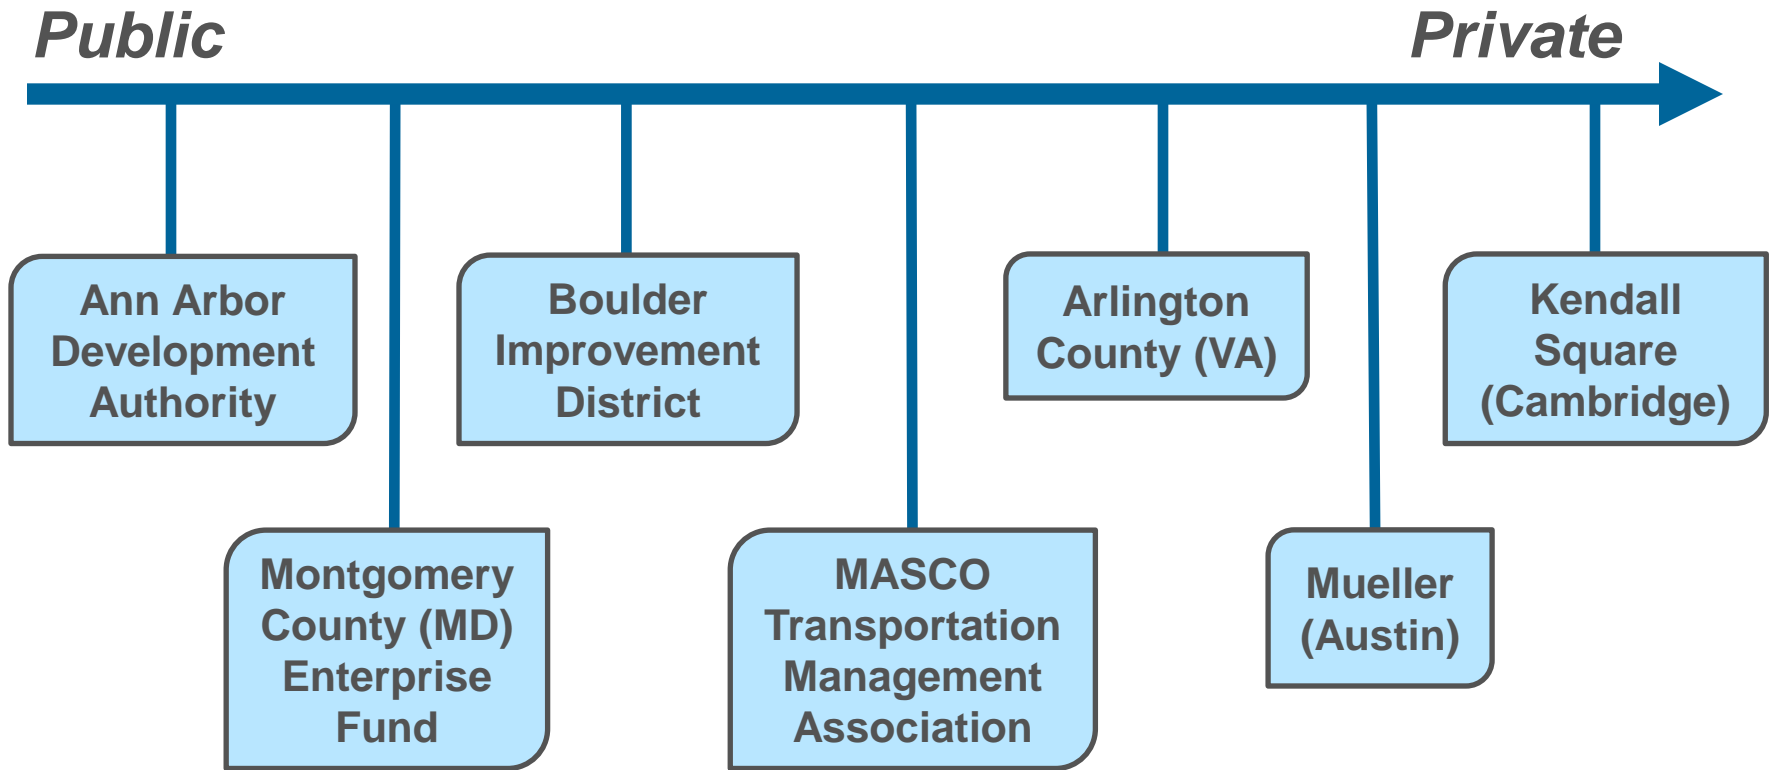 Public
Private
Ann Arbor
Development
Authority
Boulder
Improvement
District
Arlington
County (VA)
Kendall
Square
(Cambridge)
Montgomery
County (MD)
Enterprise
Fund
MASCO
Transportation
Management
Association
Mueller
(Austin)